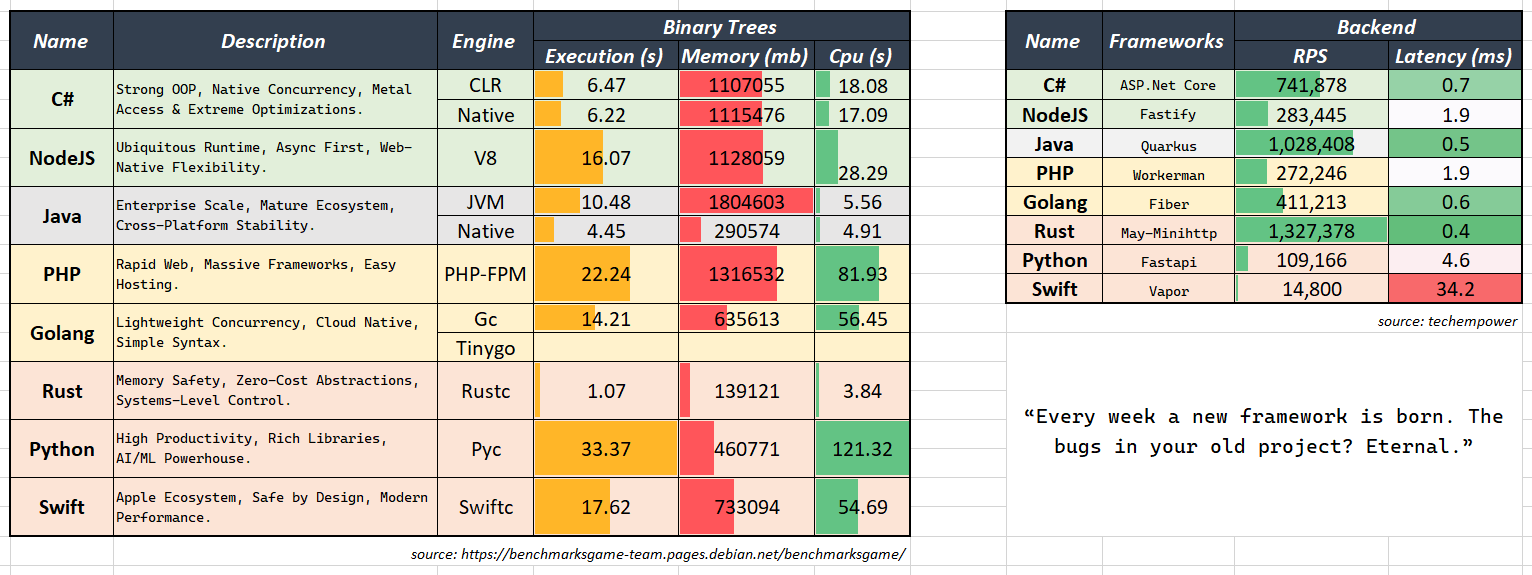 Name Description Engine Binary Trees
Execution (s) Memory (mb) Cpu (s)
C# Strong OOP, Native Concurrency, Metal
Access & Extreme Optimizations.
CLR 6.47 1107055 18.08
Native 6.22 1115476 17.09
NodeJS Ubiquitous Runtime, Async First, Web-
Native Flexibility.
V8 16.07 1128059 28.29
Java Enterprise Scale, Mature Ecosystem,
Cross-Platform Stability.
JVM 10.48 1804603 5.56
Native 4.45 290574 4.91
PHP Rapid Web, Massive Frameworks, Easy
Hosting.
PHP-FPM 22.24 1316532 81.93
Golang Lightweight Concurrency, Cloud Native,
Simple Syntax.
Gc 14.21 635613 56.45
Tinygo
Rust Memory Safety, Zero-Cost Abstractions,
Systems-Level Control.
Rustc 1.07 139121 3.84
Python High Productivity, Rich Libraries,
AI/ML Powerhouse.
Pyc 33.37 460771 121.32
Swift Apple Ecosystem, Safe by Design, Modern
Performance.
Swiftc 17.62 733094 54.69
source: https://benchmarksgame-team.pages.debian.net/benchmarksgame/
Name Frameworks Backend
RPS Latency (ms)
C# ASP.Net Core 741,878 0.7
NodeJS Fastify 283,445 1.9
Java Quarkus 1,028,408 0.5
PHP Workerman 272,246 1.9
Golang Fiber 411,213 0.6
Rust May-Minihttp 1,327,378 0.4
Python Fastapi 109,166 4.6
Swift Vapor 14,800 34.2
source: techempower
“Every week a new framework is born. The
bugs in your old project? Eternal.”